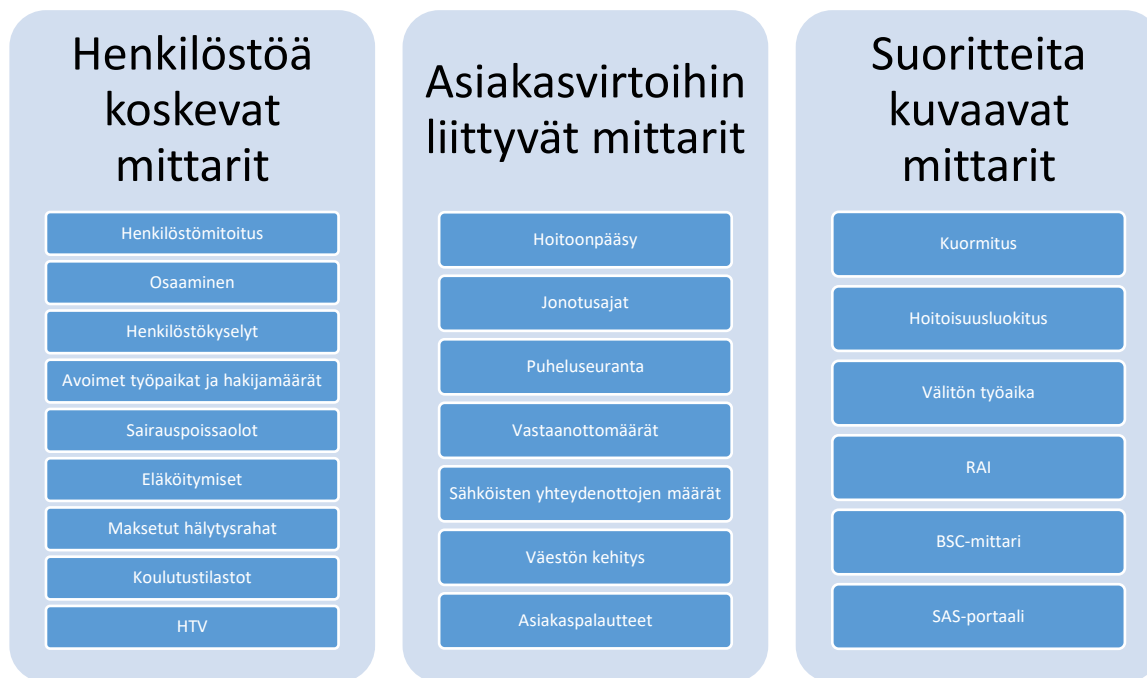 Henkilöstöä
koskevat
mittarit
Henkilöstömitoitus
Osaaminen
Henkilöstökyselyt
Avoimet työpaikat ja hakijamäärät
Sairauspoissaolot
Eläköitymiset
Maksetut hälytysrahat
Koulutustilastot
HTV
Asiakasvirtoihin
liittyvät mittarit
Hoitoonpääsy
Jonotusajat
Puheluseuranta
Vastaanottomäärät
Sähköisten yhteydenottojen määrät
Väestön kehitys
Asiakaspalautteet
Suoritteita
kuvaavat
mittarit
Kuormitus
Hoitoisuusluokitus
Välitön työaika
RAI
BSC-mittari
SAS-portaali